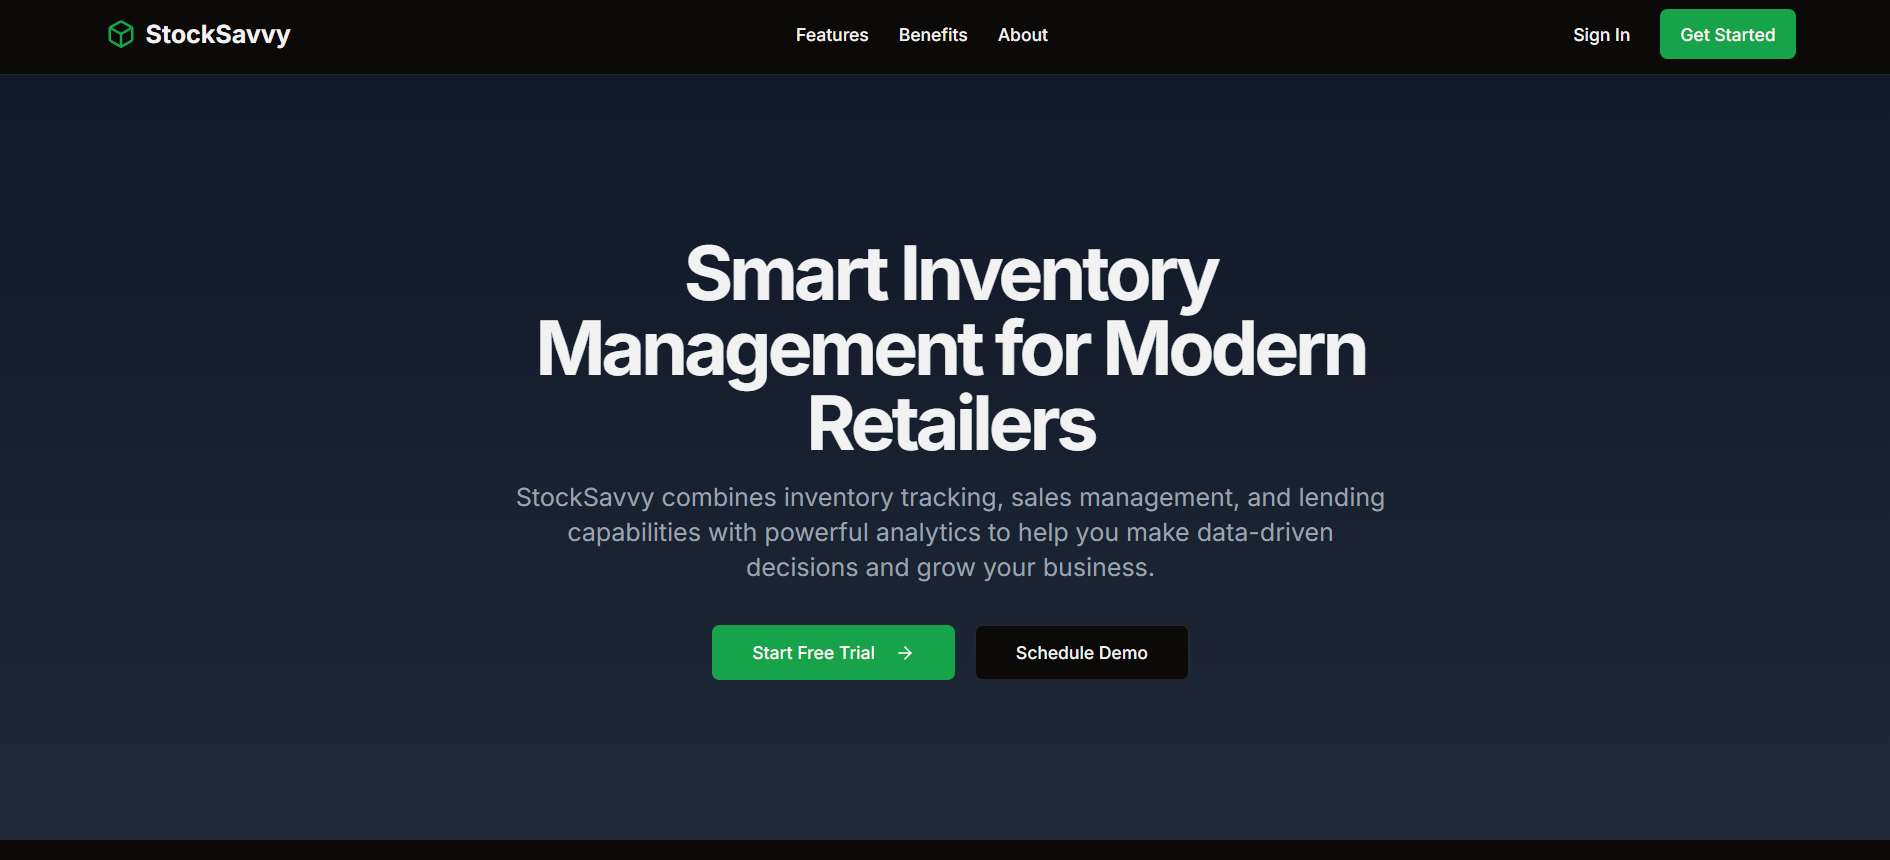 StockSavvy
Features Benefits About
Sign In
Get Started
Smart Inventory
Management for Modern
Retailers
StockSavvy combines inventory tracking, sales management, and lending
capabilities with powerful analytics to help you make data-driven
decisions and grow your business.
Start Free Trial
Schedule Demo